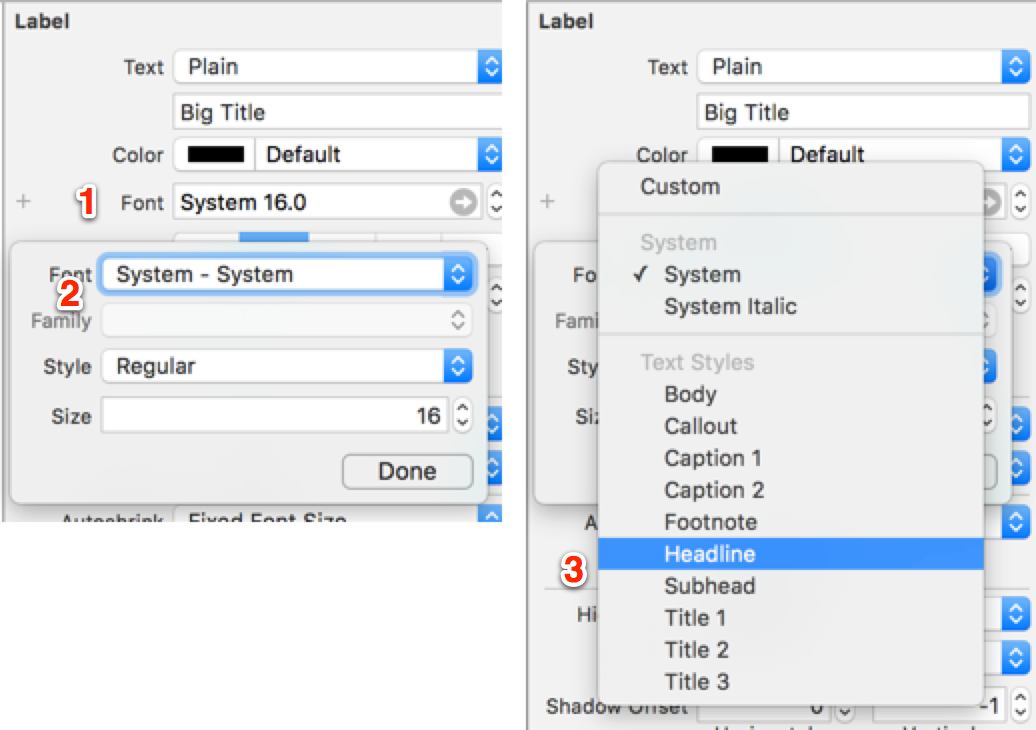 Label
Text Plain
Big Title
Color Default
+ 1 Font System 16.0
Font System - System
2
Family
Style Regular
Size 16
Done
Autoshrink Fixed Font Size
Label
Text Plain
Big Title
Color Default
+
Custom
System
Fo ✓ System
System Italic
Fami
Text Styles
Sty
Body
Siz
Callout
Caption 1
Caption 2
A Footnote
Headline
3
Subhead
Hi Title 1
Title 2
Title 3
Shadow Offset 0 -1